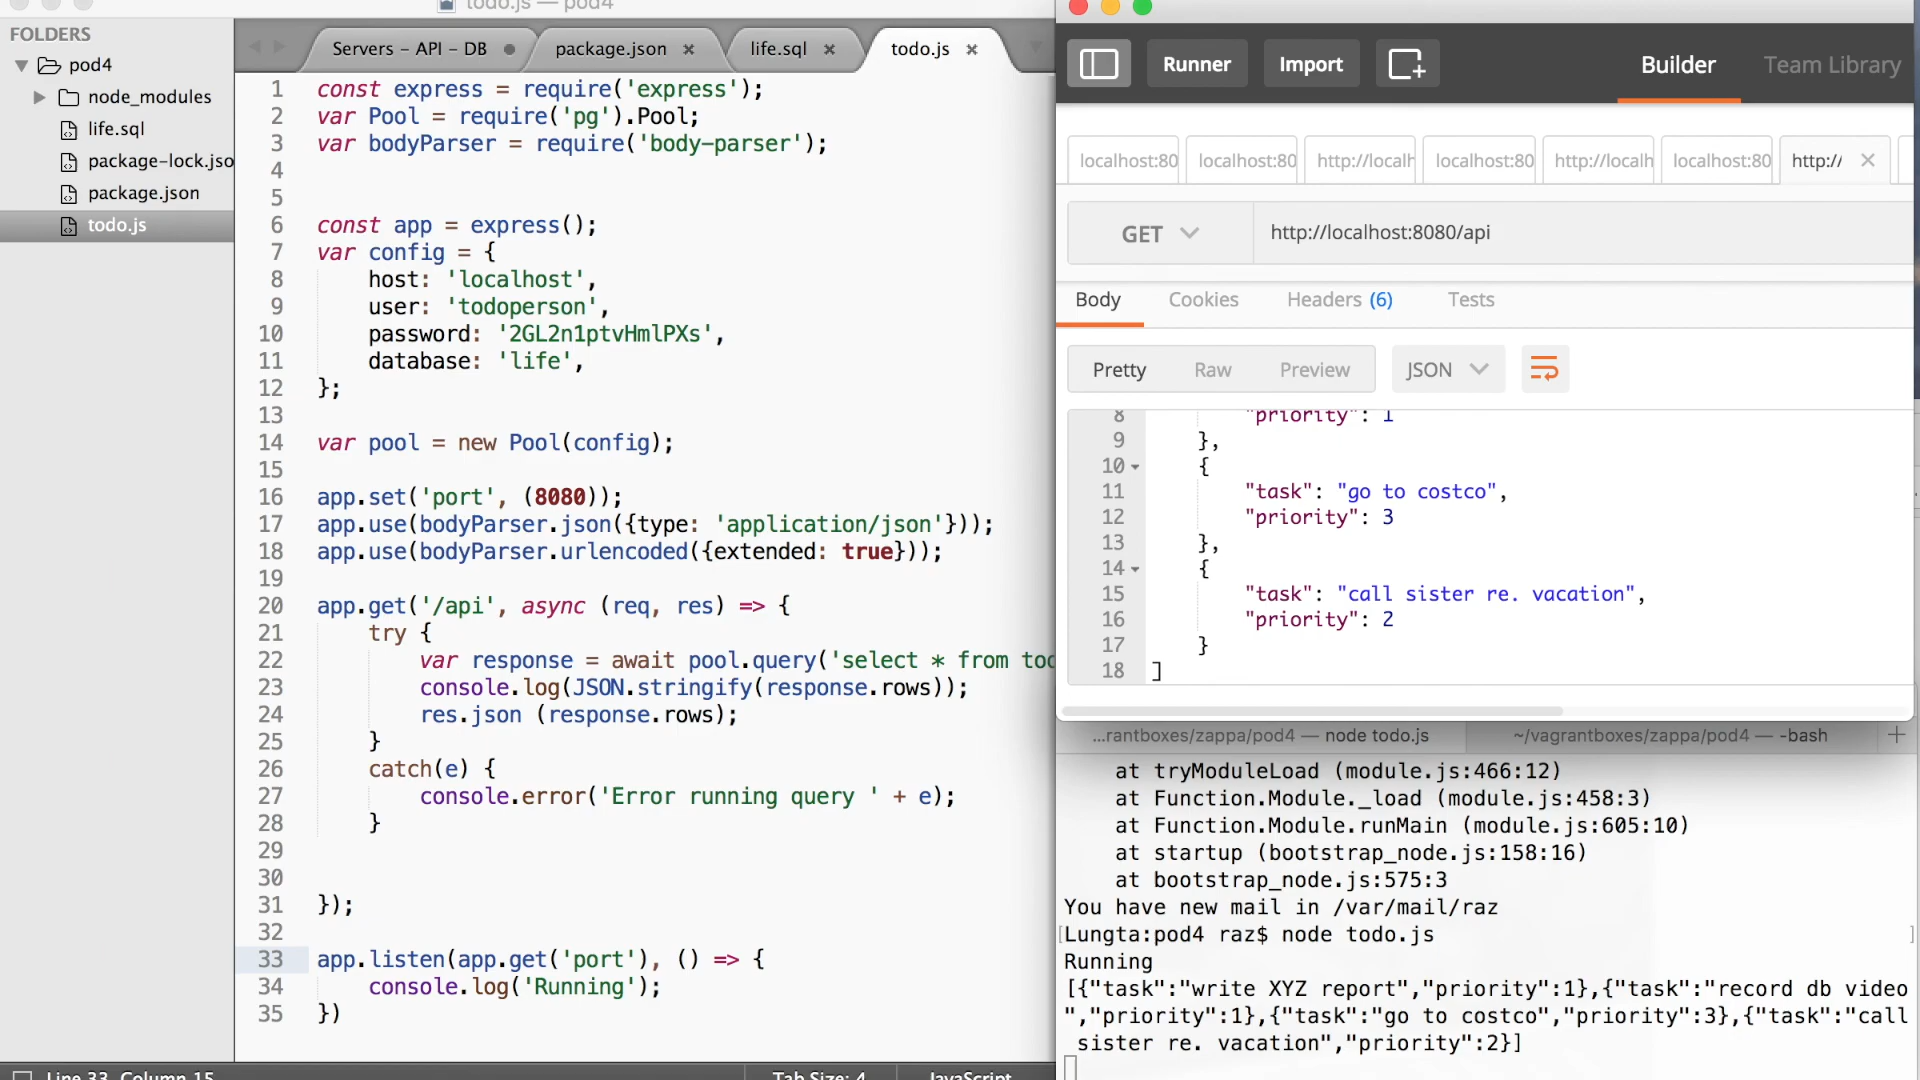 todo.js — pod4
FOLDERS
pod4
node_modules
life.sql
package-lock.jso
package.json
todo.js
Servers - API - DB
package.json
life.sql
todo.js
1 const express = require('express');
2 var Pool = require('pg').Pool;
3 var bodyParser = require('body-parser');
4
5
6 const app = express();
7 var config = {
8 host: 'localhost',
9 user: 'todoperson',
10 password: '2GL2n1ptvHmlPXs',
11 database: 'life',
12 };
13
14 var pool = new Pool(config);
15
16 app.set('port', (8080));
17 app.use(bodyParser.json({type: 'application/json'}));
18 app.use(bodyParser.urlencoded({extended: true}));
19
20 app.get('/api', async (req, res) => {
21 try {
22 var response = await pool.query('select * from tod
23 console.log(JSON.stringify(response.rows));
24 res.json (response.rows);
25 }
26 catch(e) {
27 console.error('Error running query ' + e);
28 }
29
30
31 });
32
33 app.listen(app.get('port'), () => {
34 console.log('Running');
35 })
Line 33, Column 15
Tab Size: 4
JavaScript
Runner
Import
Builder
Team Library
localhost:80
localhost:80
http://localh
localhost:80
http://localh
localhost:80
http://
GET
http://localhost:8080/api
Body
Cookies
Headers (6)
Tests
Pretty
Raw
Preview
JSON
8 "priority": 1
9 },
10 {
11 "task": "go to costco",
12 "priority": 3
13 },
14 {
15 "task": "call sister re. vacation",
16 "priority": 2
17 }
18 ]
...rantboxes/zappa/pod4 — node todo.js
~/vagrantboxes/zappa/pod4 — -bash
at tryModuleLoad (module.js:466:12)
at Function.Module._load (module.js:458:3)
at Function.Module.runMain (module.js:605:10)
at startup (bootstrap_node.js:158:16)
at bootstrap_node.js:575:3
You have new mail in /var/mail/raz
[Lungta:pod4 raz$ node todo.js ]
Running
[{"task":"write XYZ report","priority":1},{"task":"record db video
","priority":1},{"task":"go to costco","priority":3},{"task":"call
sister re. vacation","priority":2}]